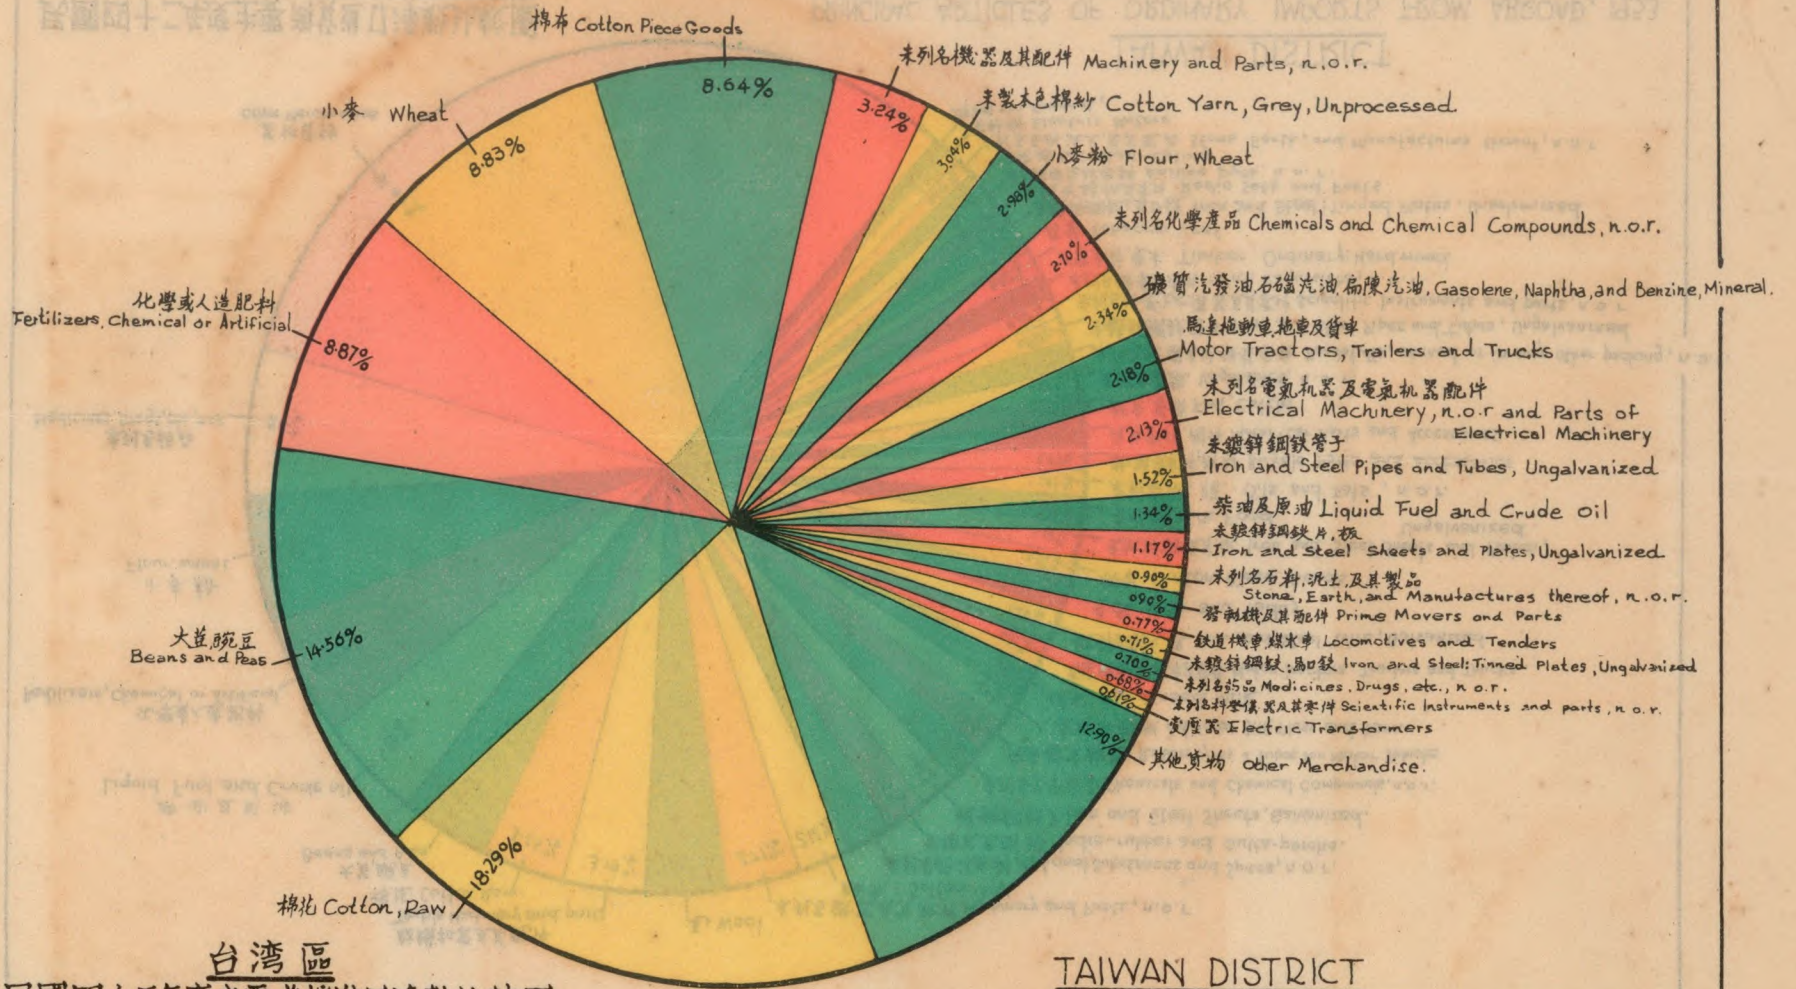 棉布 Cotton Piece Goods
8.64%
未列名機器及其配件 Machinery and Parts, n.o.r.
3.24%
未製本色棉紗 Cotton Yarn, Grey, Unprocessed
3.04%
小麥粉 Flour, Wheat
2.98%
未列名化學產品 Chemicals and Chemical Compounds, n.o.r.
2.70%
礦質汽發油石腦汽油扁陳汽油, Gasolene, Naphtha, and Benzine, Mineral.
2.34%
馬達拖動車,拖車及貨車
Motor Tractors, Trailers and Trucks
2.18%
未列名電氣机器及電氣机器配件
Electrical Machinery, n.o.r and Parts of
Electrical Machinery
2.13%
未鍍鋅鋼鉄管子
Iron and Steel Pipes and Tubes, Ungalvanized
1.52%
柴油及原油 Liquid Fuel and Crude Oil
1.34%
未鍍鋅鋼鉄片,板
Iron and Steel Sheets and Plates, Ungalvanized
1.17%
未列名石料,泥土,及其製品
Stone, Earth, and Manufactures thereof, n.o.r.
0.90%
發動機及其配件 Prime Movers and Parts
0.90%
鉄道機車,煤水車 Locomotives and Tenders
0.77%
未鍍鋅鋼鉄:馬口鉄 Iron and Steel: Tinned Plates, Ungalvanized
0.71%
未列名药品 Medicines, Drugs, etc., n.o.r.
0.70%
未列名科學儀器及其零件 Scientific Instruments and parts, n.o.r.
0.68%
變壓器 Electric Transformers
0.61%
其他貨物 Other Merchandise.
12.90%
小麥 Wheat
8.83%
化學或人造肥料
Fertilizers, Chemical or Artificial
8.87%
大荳,豌豆
Beans and Peas
14.56%
棉花 Cotton, Raw
18.29%
台湾區
TAIWAN DISTRICT